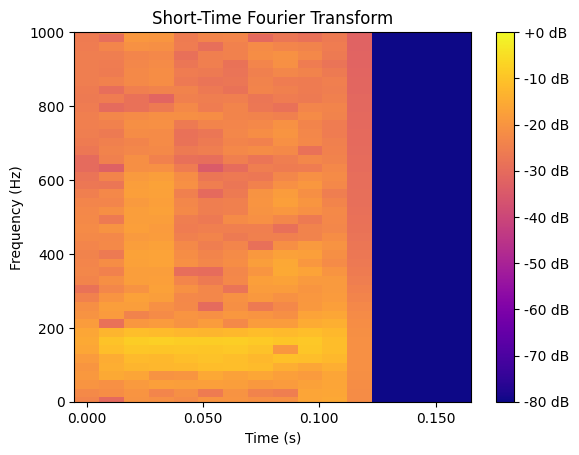 Short-Time Fourier Transform
1000
800
600
400
200
0
Frequency (Hz)
0.000
0.050
0.100
0.150
Time (s)
+0 dB
-10 dB
-20 dB
-30 dB
-40 dB
-50 dB
-60 dB
-70 dB
-80 dB